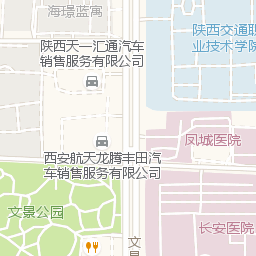 海璟蓝寓
陕西交通职
业技术学院
陕西天一汇通汽车
销售服务有限公司
凤城医院
西安航天龙腾丰田汽
车销售服务有限公司
文景公园
长安医院
文
景